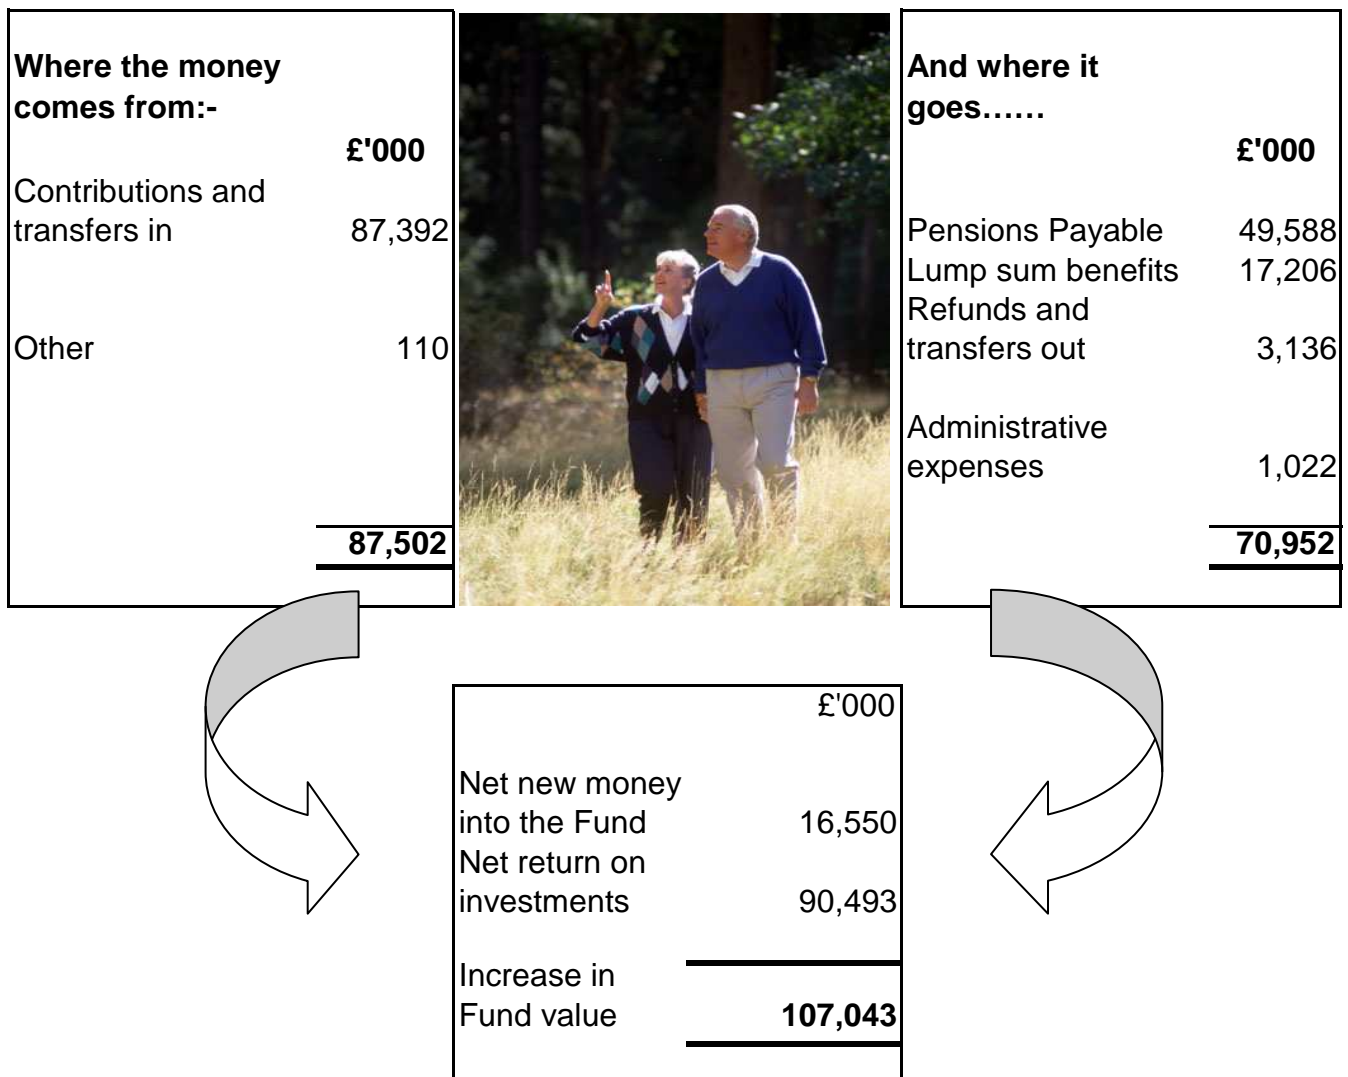 Where the money
comes from:-
£'000
Contributions and
transfers in 87,392
Other 110
87,502
And where it
goes……
£'000
Pensions Payable 49,588
Lump sum benefits 17,206
Refunds and
transfers out 3,136
Administrative
expenses 1,022
70,952
£'000
Net new money
into the Fund 16,550
Net return on
investments 90,493
Increase in
Fund value 107,043